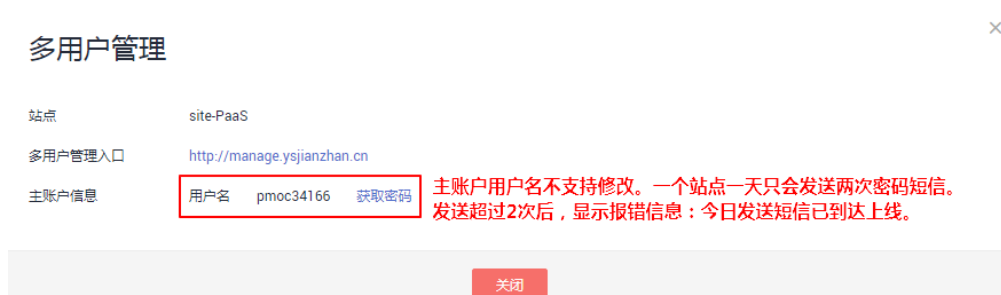 多用户管理
×
站点 site-PaaS
多用户管理入口 http://manage.ysjianzhan.cn
主账户信息 用户名 pmoc34166 获取密码
主账户用户名不支持修改。一个站点一天只会发送两次密码短信。
发送超过2次后，显示报错信息：今日发送短信已到达上线。
关闭